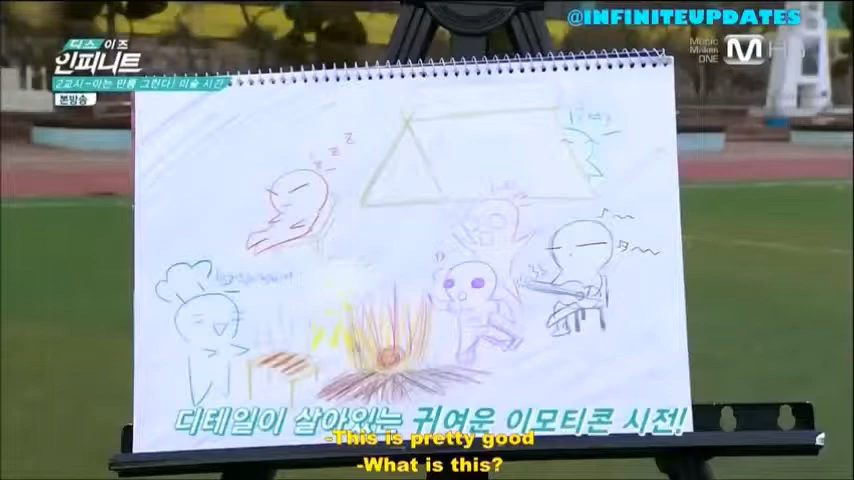 @INFINITEUPDATES
디스 이즈
인피니트
2교시-아는 만큼 그린다! 미술 시간
본방송
Music
Makes
ONE
M
HD
z z z
디테일이 살아있는 귀여운 이모티콘 시전!
-This is pretty good
-What is this?